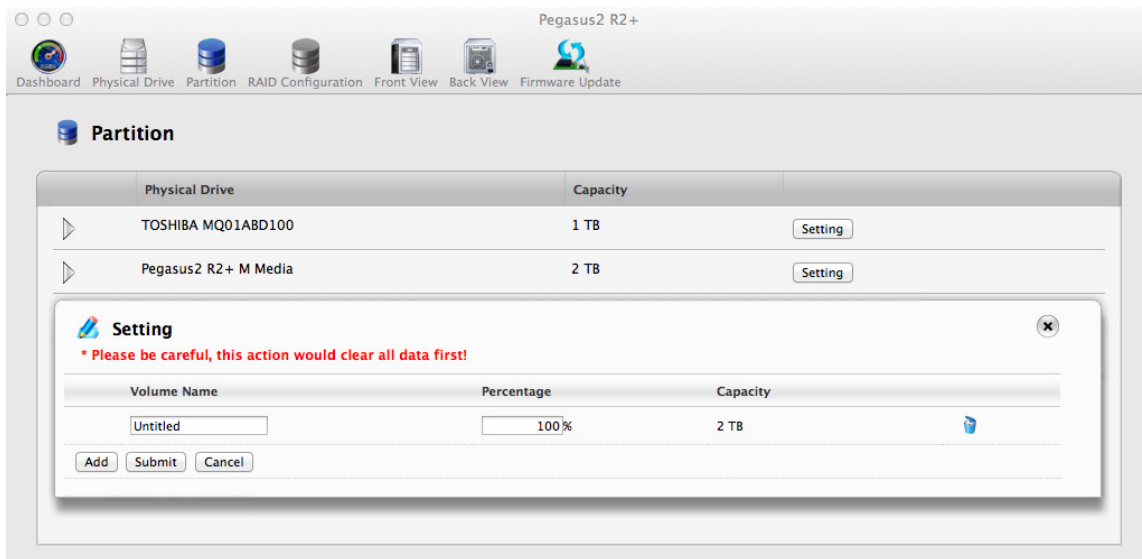 Pegasus2 R2+
Dashboard Physical Drive Partition RAID Configuration Front View Back View Firmware Update
Partition
Physical Drive Capacity
TOSHIBA MQ01ABD100 1 TB Setting
Pegasus2 R2+ M Media 2 TB Setting
Setting
* Please be careful, this action would clear all data first!
Volume Name Percentage Capacity
Untitled 100 % 2 TB
Add Submit Cancel